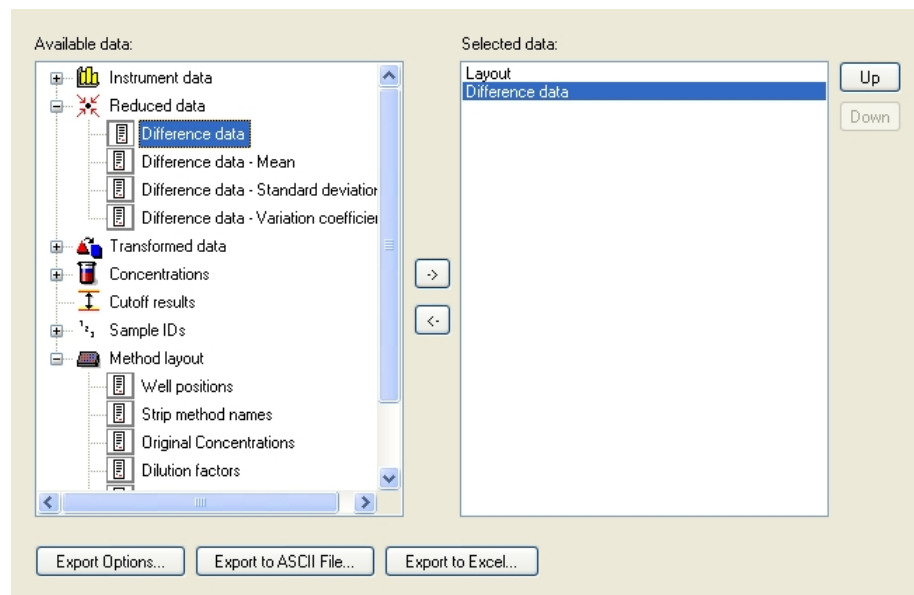 Available data:
Instrument data
Reduced data
Difference data
Difference data - Mean
Difference data - Standard deviation
Difference data - Variation coefficier
Transformed data
Concentrations
Cutoff results
Sample IDs
Method layout
Well positions
Strip method names
Original Concentrations
Dilution factors
Selected data:
Layout
Difference data
Up
Down
->
<-
Export Options...
Export to ASCII File...
Export to Excel...